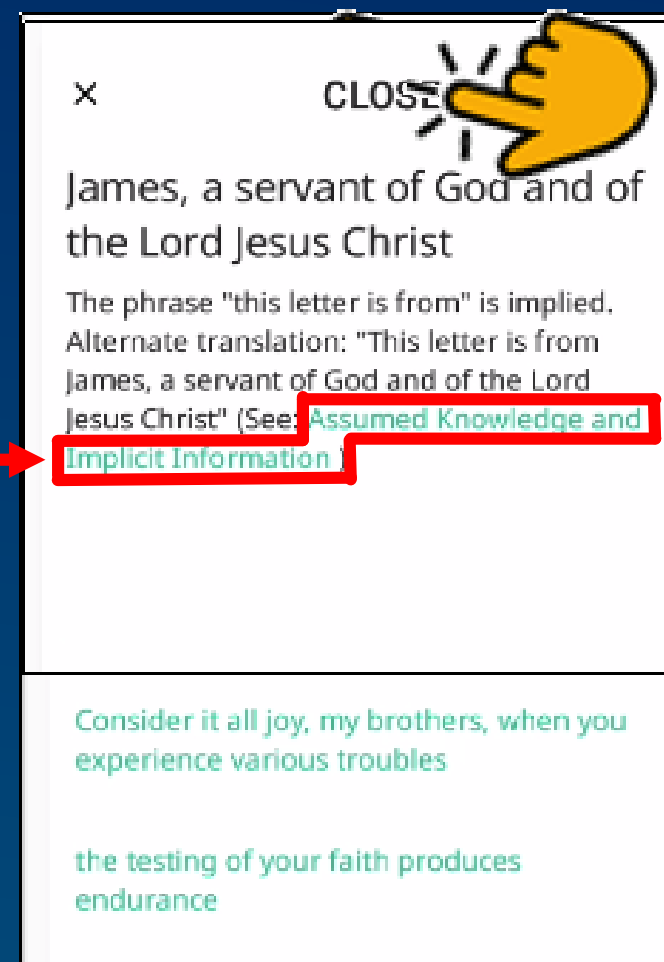 × CLOSE
James, a servant of God and of
the Lord Jesus Christ
The phrase "this letter is from" is implied.
Alternate translation: "This letter is from
James, a servant of God and of the Lord
Jesus Christ" (See: Assumed Knowledge and
Implicit Information )
Consider it all joy, my brothers, when you
experience various troubles
the testing of your faith produces
endurance